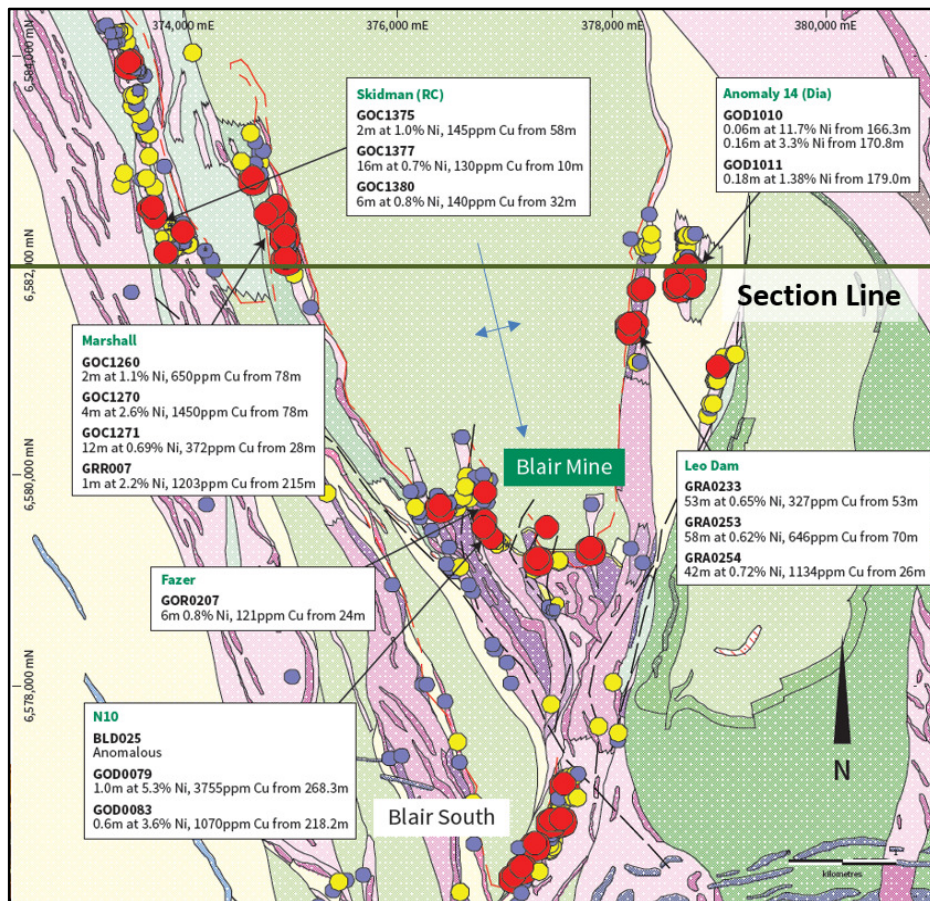 374,000 mE
376,000 mE
378,000 mE
380,000 mE
6,584,000 mN
6,582,000 mN
6,580,000 mN
6,578,000 mN
Skidman (RC)
GOC1375
2m at 1.0% Ni, 145ppm Cu from 58m
GOC1377
16m at 0.7% Ni, 130ppm Cu from 10m
GOC1380
6m at 0.8% Ni, 140ppm Cu from 32m
Anomaly 14 (Dia)
GOD1010
0.06m at 11.7% Ni from 166.3m
0.16m at 3.3% Ni from 170.8m
GOD1011
0.18m at 1.38% Ni from 179.0m
Section Line
Marshall
GOC1260
2m at 1.1% Ni, 650ppm Cu from 78m
GOC1270
4m at 2.6% Ni, 1450ppm Cu from 78m
GOC1271
12m at 0.69% Ni, 372ppm Cu from 28m
GRR007
1m at 2.2% Ni, 1203ppm Cu from 215m
Blair Mine
Leo Dam
GRA0233
53m at 0.65% Ni, 327ppm Cu from 53m
GRA0253
58m at 0.62% Ni, 646ppm Cu from 70m
GRA0254
42m at 0.72% Ni, 1134ppm Cu from 26m
Fazer
GOR0207
6m 0.8% Ni, 121ppm Cu from 24m
N10
BLD025
Anomalous
GOD0079
1.0m at 5.3% Ni, 3755ppm Cu from 268.3m
GOD0083
0.6m at 3.6% Ni, 1070ppm Cu from 218.2m
Blair South
N
kilometres